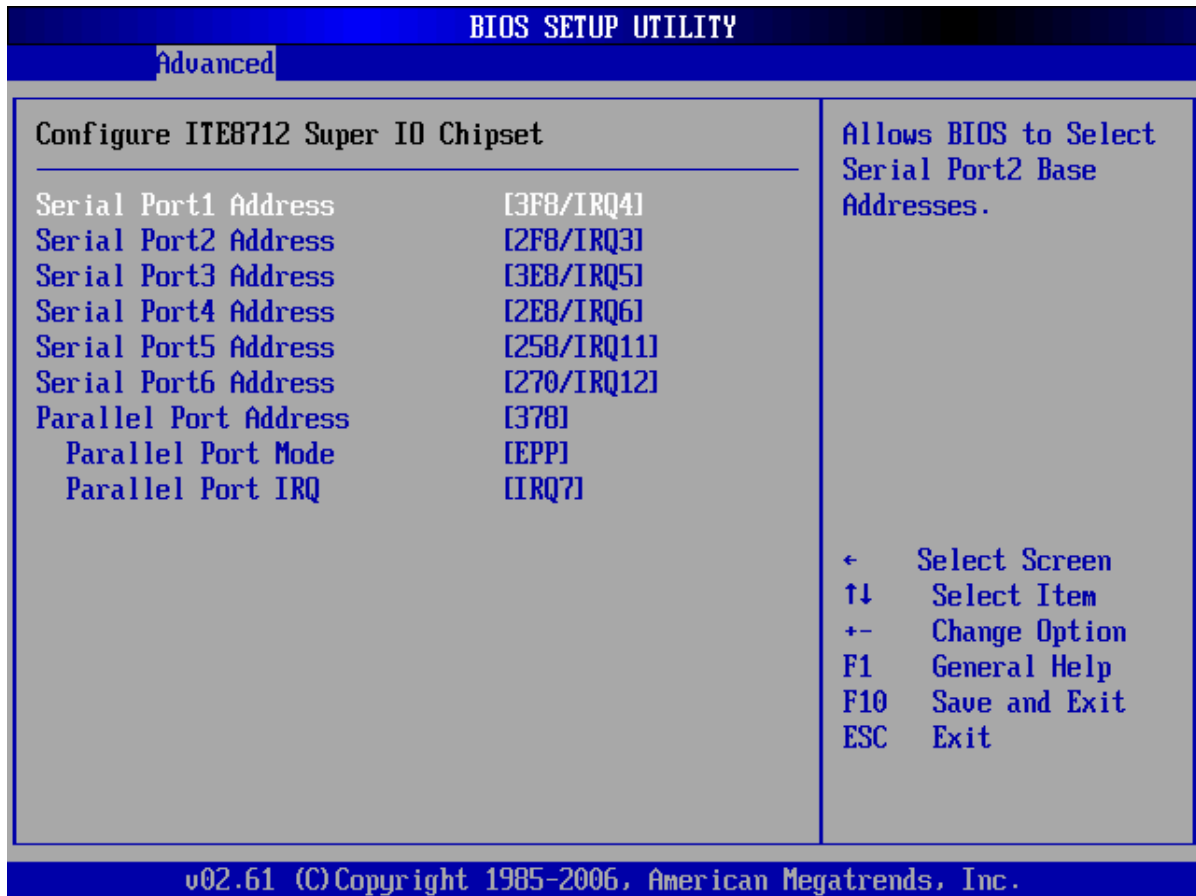 BIOS SETUP UTILITY
Advanced
Configure ITE8712 Super IO Chipset
Serial Port1 Address [3F8/IRQ4]
Serial Port2 Address [2F8/IRQ3]
Serial Port3 Address [3E8/IRQ5]
Serial Port4 Address [2E8/IRQ6]
Serial Port5 Address [258/IRQ11]
Serial Port6 Address [270/IRQ12]
Parallel Port Address [378]
Parallel Port Mode [EPP]
Parallel Port IRQ [IRQ7]
Allows BIOS to Select
Serial Port2 Base
Addresses.
← Select Screen
↑↓ Select Item
+- Change Option
F1 General Help
F10 Save and Exit
ESC Exit
v02.61 (C)Copyright 1985-2006, American Megatrends, Inc.